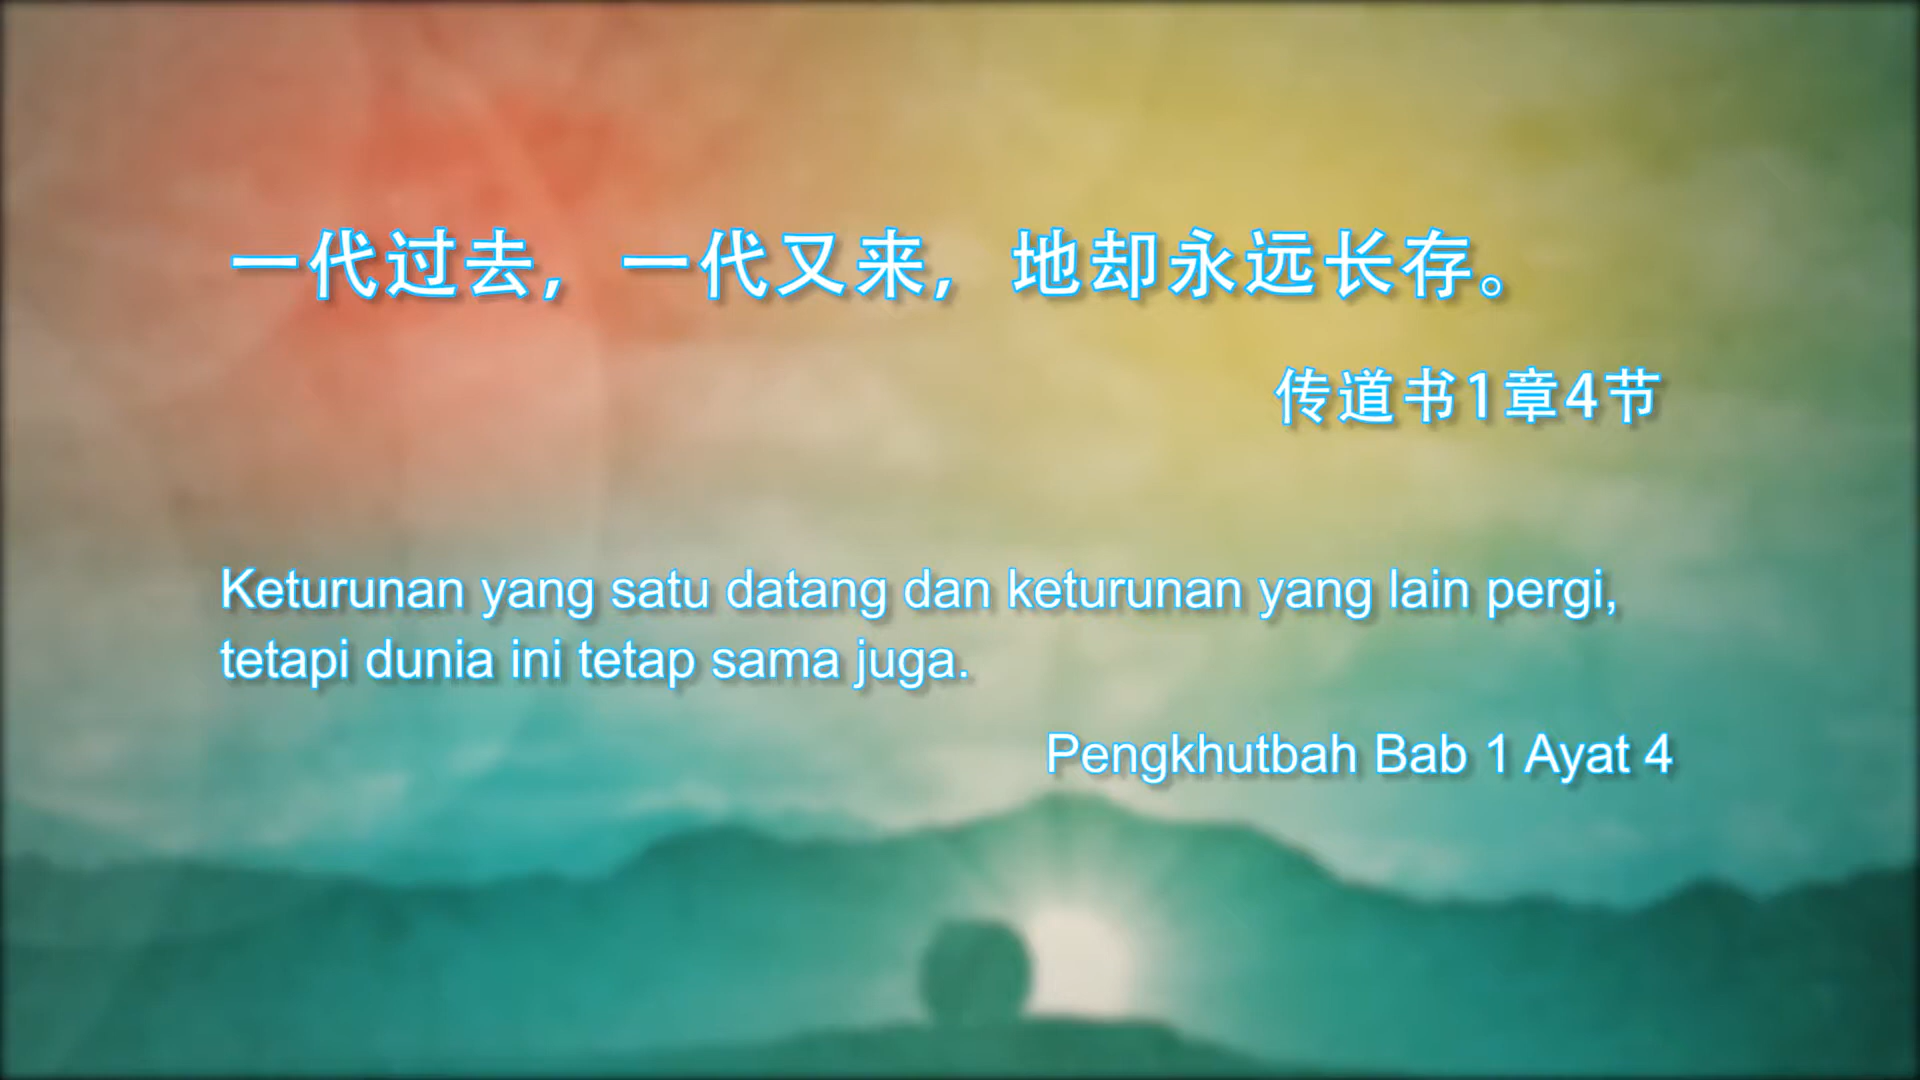 一代过去，一代又来，地却永远长存。
传道书1章4节
Keturunan yang satu datang dan keturunan yang lain pergi,
tetapi dunia ini tetap sama juga.
Pengkhutbah Bab 1 Ayat 4